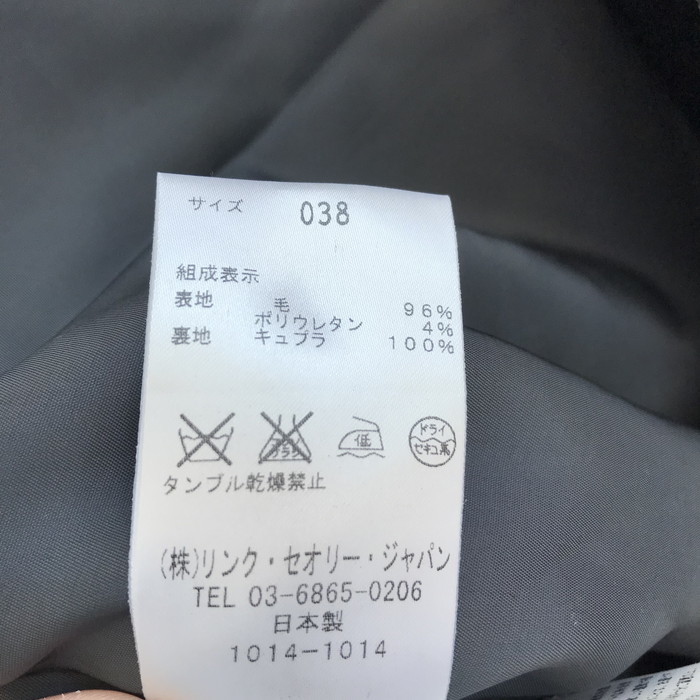 サイズ 038
組成表示
表地 毛 96%
ポリウレタン 4%
裏地 キュプラ 100%
低
ドライ
セキユ系
タンブル乾燥禁止
(株)リンク・セオリー・ジャパン
TEL 03-6865-0206
日本製
1014-1014